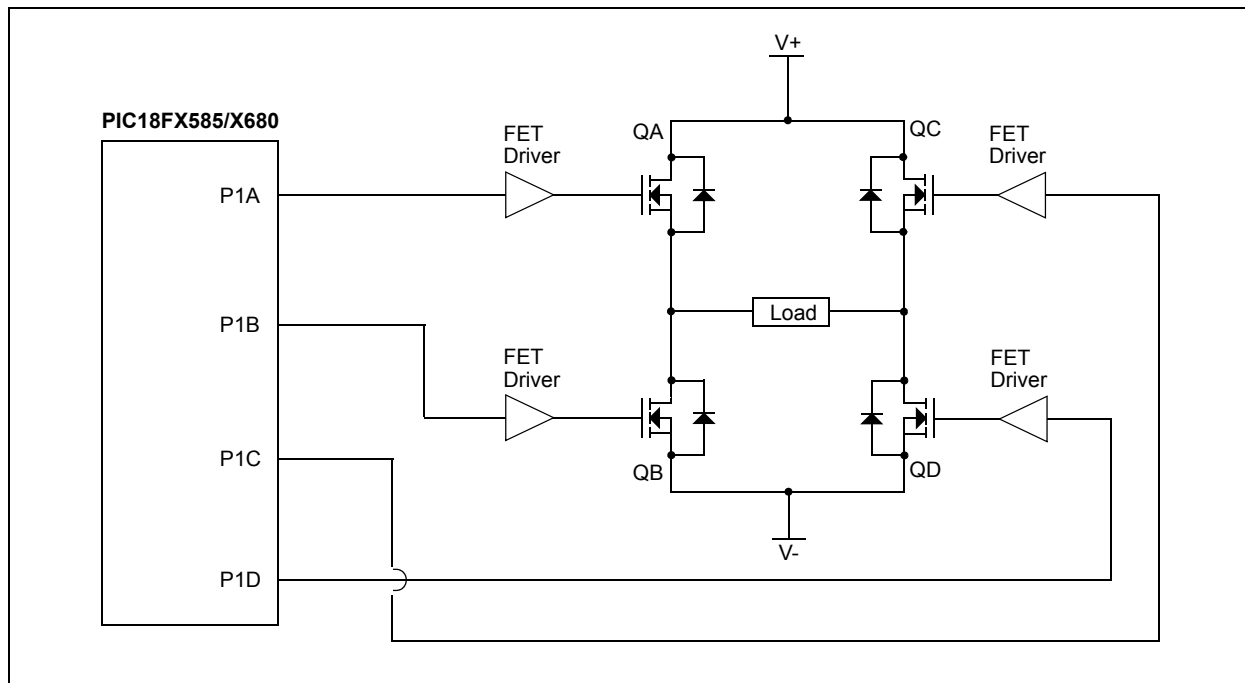 V+
PIC18FX585/X680
FET
Driver
QA
QC
FET
Driver
P1A
Load
P1B
FET
Driver
FET
Driver
P1C
QB
QD
V-
P1D